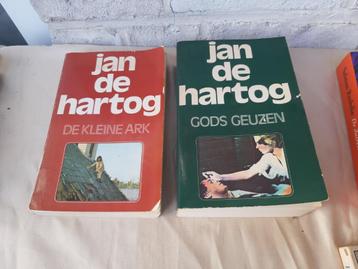 jan
de
hartog
DE KLEINE ARK
jan
de
hartog
GODS GEUZEN